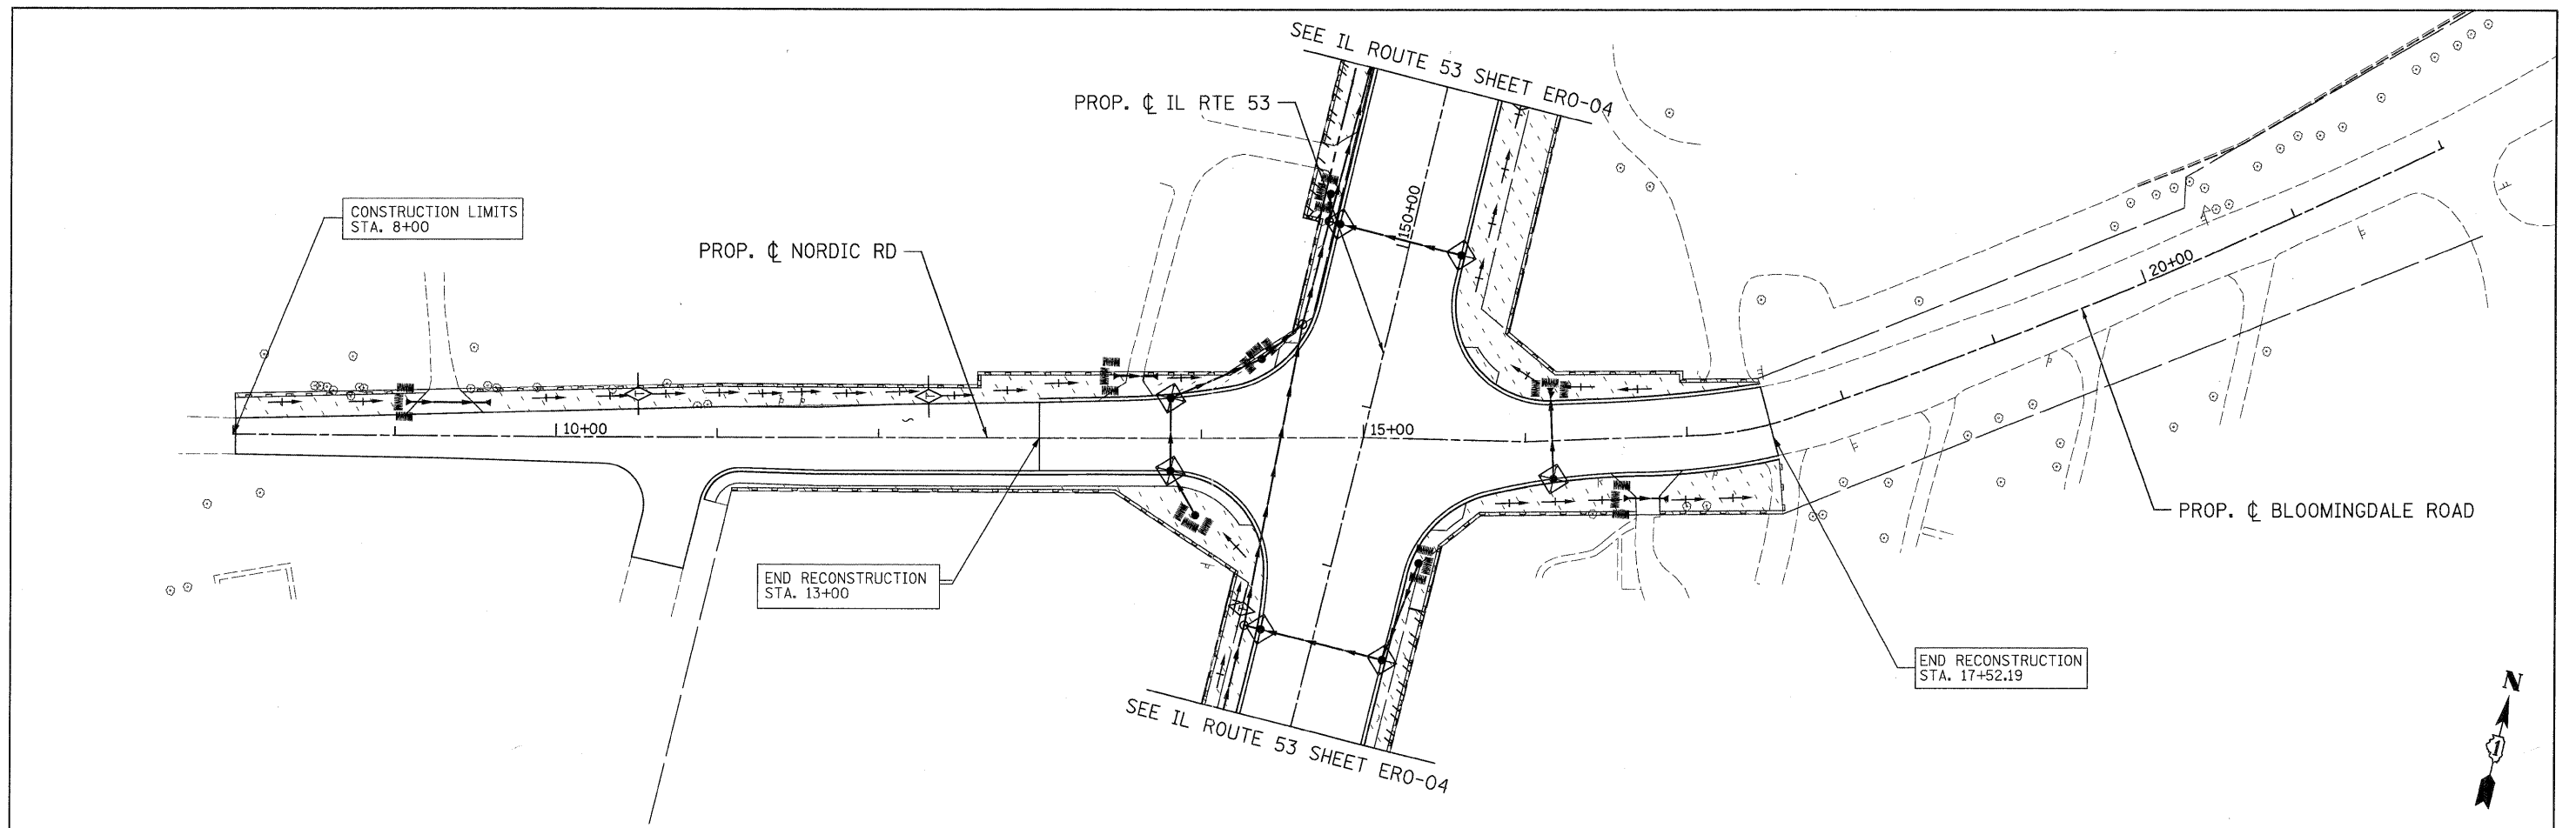 SEE IL ROUTE 53 SHEET ERO-04
PROP. ℄ IL RTE 53
CONSTRUCTION LIMITS
STA. 8+00
PROP. ℄ NORDIC RD
150+00
20+00
10+00
15+00
PROP. ℄ BLOOMINGDALE ROAD
END RECONSTRUCTION
STA. 13+00
END RECONSTRUCTION
STA. 17+52.19
SEE IL ROUTE 53 SHEET ERO-04
N
1